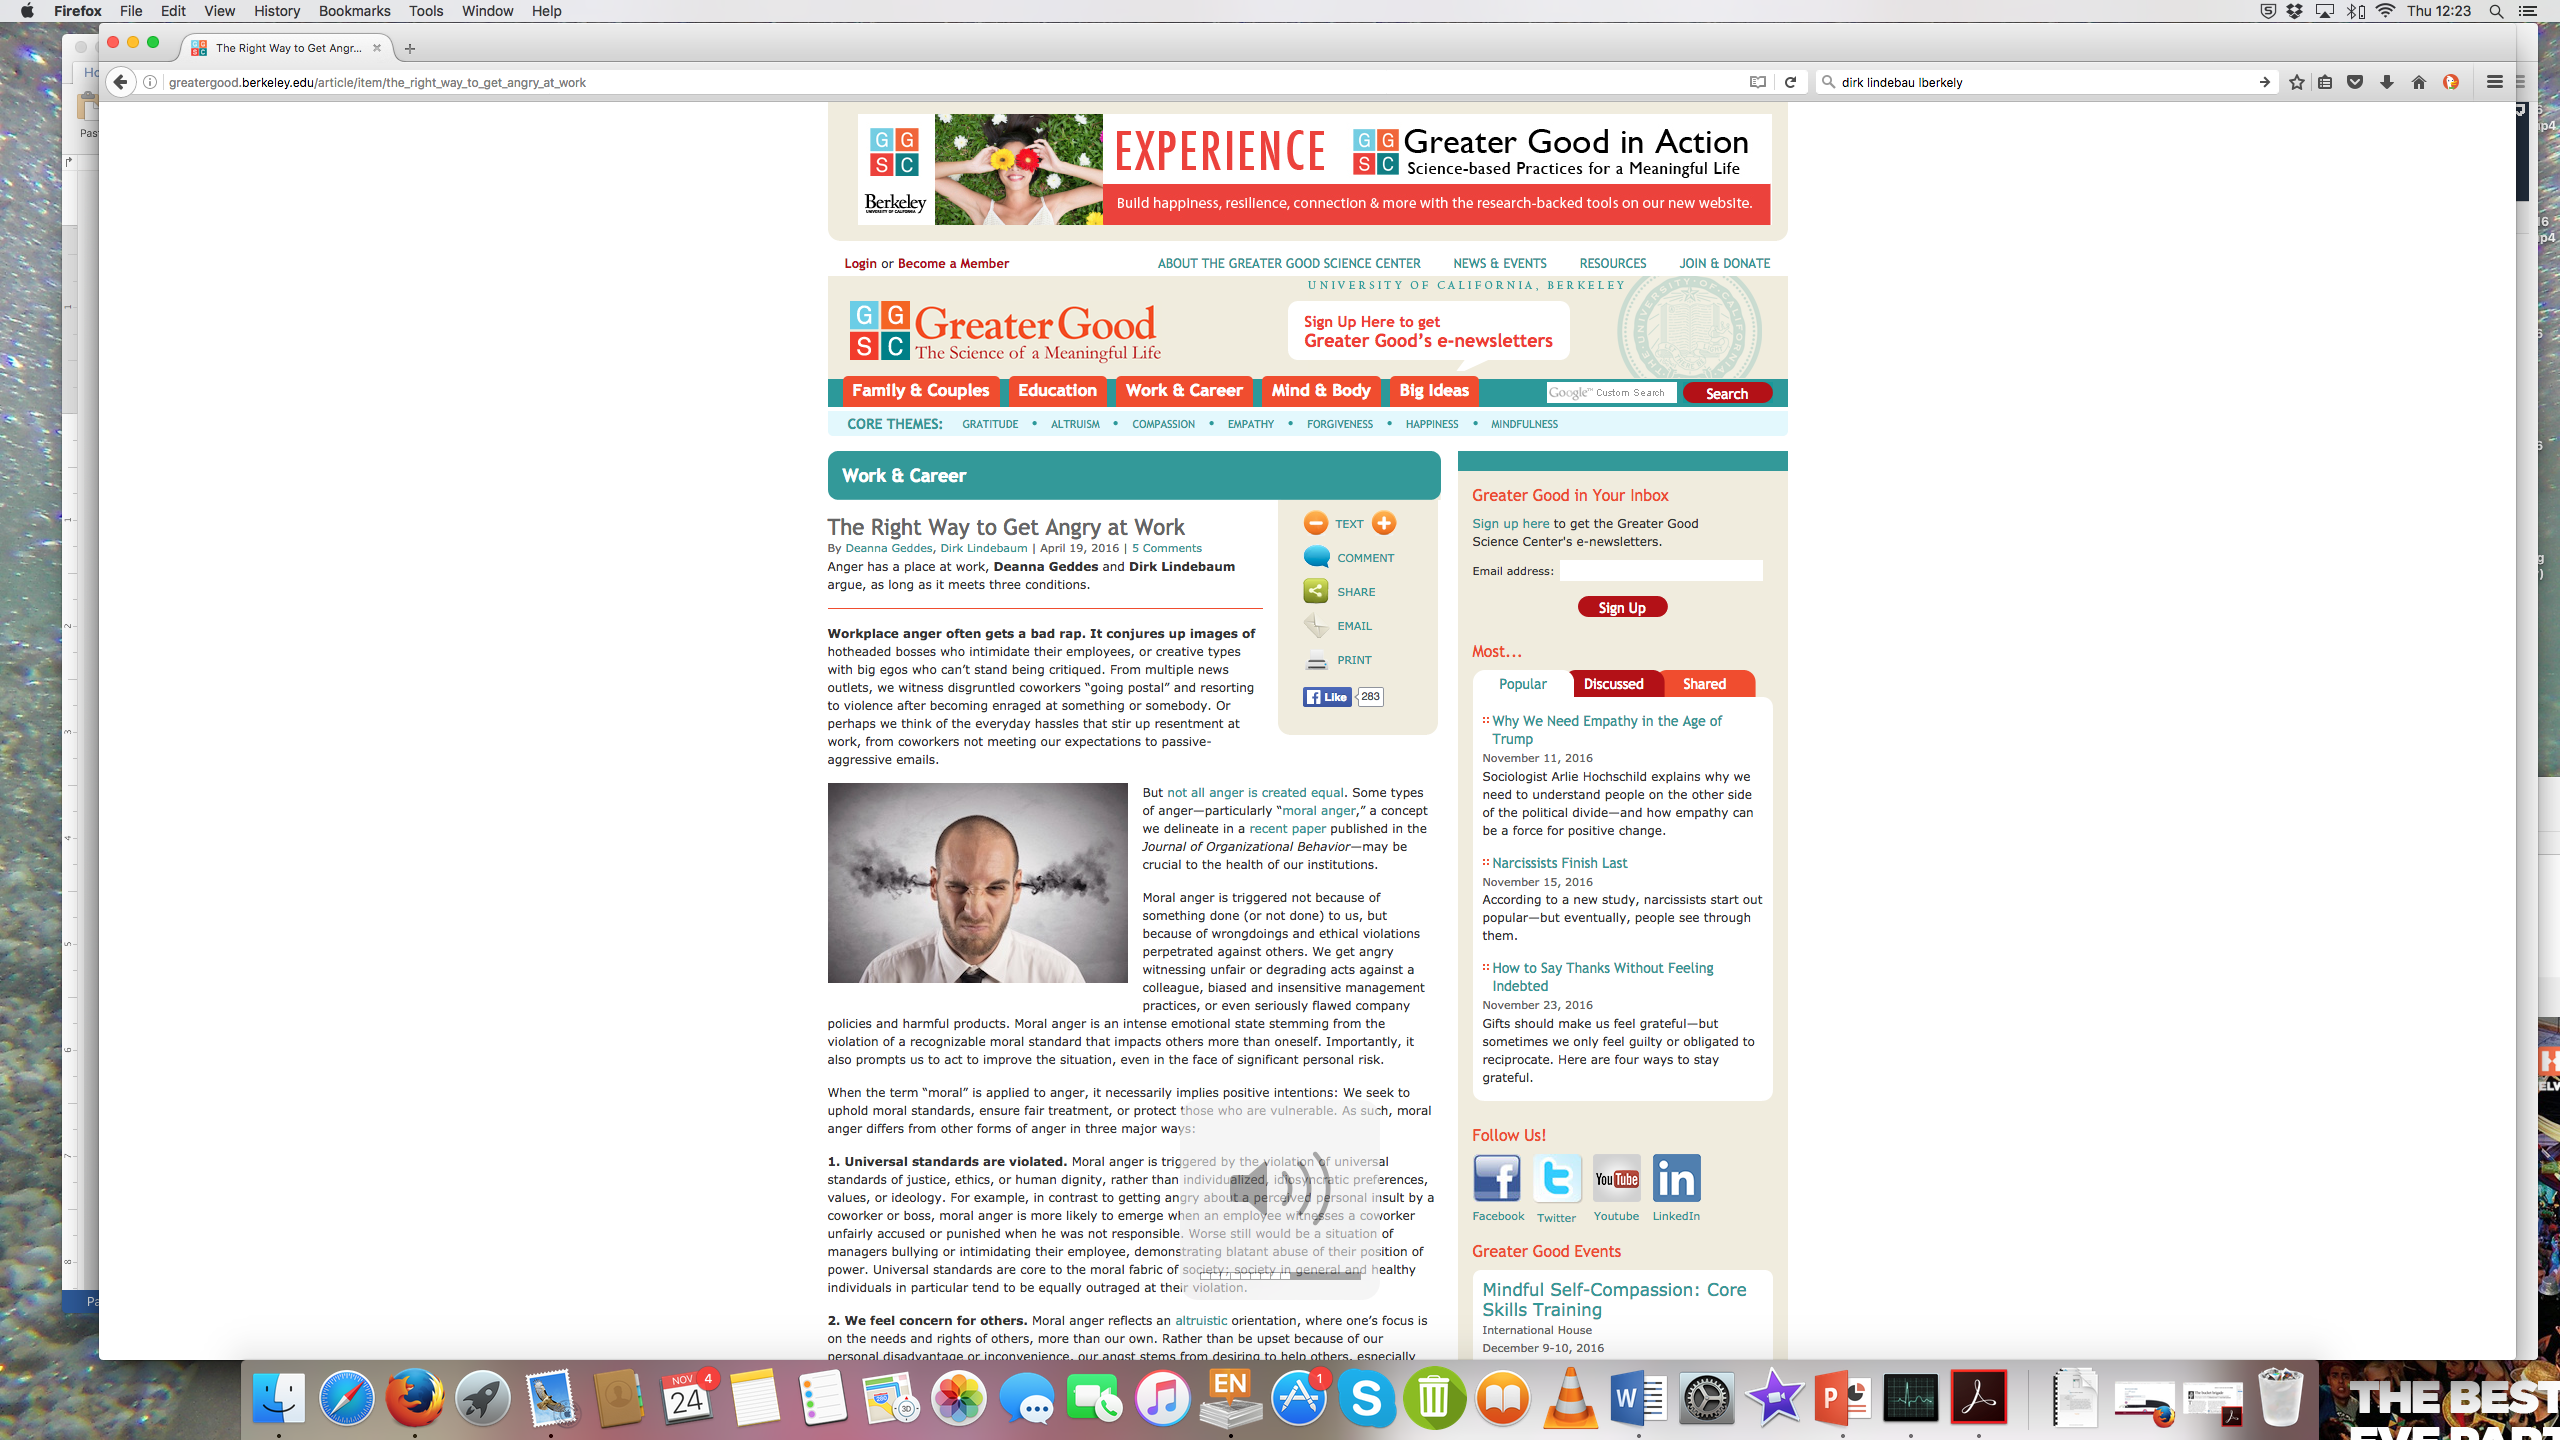 Firefox File Edit View History Bookmarks Tools Window Help
Thu 12:23
The Right Way to Get Angr...
greatergood.berkeley.edu/article/item/the_right_way_to_get_angry_at_work
dirk lindebau lberkely
GGSC
Berkeley
UNIVERSITY OF CALIFORNIA
EXPERIENCE
GGSC
Greater Good in Action
Science-based Practices for a Meaningful Life
Build happiness, resilience, connection & more with the research-backed tools on our new website.
Login or Become a Member
ABOUT THE GREATER GOOD SCIENCE CENTER NEWS & EVENTS RESOURCES JOIN & DONATE
UNIVERSITY OF CALIFORNIA, BERKELEY
GGSC
Greater Good
The Science of a Meaningful Life
Sign Up Here to get
Greater Good's e-newsletters
Family & Couples Education Work & Career Mind & Body Big Ideas
Google™ Custom Search
Search
CORE THEMES: GRATITUDE • ALTRUISM • COMPASSION • EMPATHY • FORGIVENESS • HAPPINESS • MINDFULNESS
Work & Career
The Right Way to Get Angry at Work
By Deanna Geddes, Dirk Lindebaum | April 19, 2016 | 5 Comments
Anger has a place at work, Deanna Geddes and Dirk Lindebaum
argue, as long as it meets three conditions.
TEXT
COMMENT
SHARE
EMAIL
PRINT
Like 283
Workplace anger often gets a bad rap. It conjures up images of
hotheaded bosses who intimidate their employees, or creative types
with big egos who can't stand being critiqued. From multiple news
outlets, we witness disgruntled coworkers “going postal” and resorting
to violence after becoming enraged at something or somebody. Or
perhaps we think of the everyday hassles that stir up resentment at
work, from coworkers not meeting our expectations to passive-
aggressive emails.
But not all anger is created equal. Some types
of anger—particularly “moral anger,” a concept
we delineate in a recent paper published in the
Journal of Organizational Behavior—may be
crucial to the health of our institutions.
Moral anger is triggered not because of
something done (or not done) to us, but
because of wrongdoings and ethical violations
perpetrated against others. We get angry
witnessing unfair or degrading acts against a
colleague, biased and insensitive management
practices, or even seriously flawed company
policies and harmful products. Moral anger is an intense emotional state stemming from the
violation of a recognizable moral standard that impacts others more than oneself. Importantly, it
also prompts us to act to improve the situation, even in the face of significant personal risk.
When the term “moral” is applied to anger, it necessarily implies positive intentions: We seek to
uphold moral standards, ensure fair treatment, or protect those who are vulnerable. As such, moral
anger differs from other forms of anger in three major ways:
1. Universal standards are violated. Moral anger is triggered by the violation of universal
standards of justice, ethics, or human dignity, rather than individualized, idiosyncratic preferences,
values, or ideology. For example, in contrast to getting angry about a perceived personal insult by a
coworker or boss, moral anger is more likely to emerge when an employee witnesses a coworker
unfairly accused or punished when he was not responsible. Worse still would be a situation of
managers bullying or intimidating their employee, demonstrating blatant abuse of their position of
power. Universal standards are core to the moral fabric of society; society in general and healthy
individuals in particular tend to be equally outraged at their violation.
2. We feel concern for others. Moral anger reflects an altruistic orientation, where one's focus is
on the needs and rights of others, more than our own. Rather than be upset because of our
personal disadvantage or inconvenience, our angst stems from desiring to help others, especially
Greater Good in Your Inbox
Sign up here to get the Greater Good
Science Center's e-newsletters.
Email address:
Sign Up
Most...
Popular Discussed Shared
Why We Need Empathy in the Age of
Trump
November 11, 2016
Sociologist Arlie Hochschild explains why we
need to understand people on the other side
of the political divide—and how empathy can
be a force for positive change.
Narcissists Finish Last
November 15, 2016
According to a new study, narcissists start out
popular—but eventually, people see through
them.
How to Say Thanks Without Feeling
Indebted
November 23, 2016
Gifts should make us feel grateful—but
sometimes we only feel guilty or obligated to
reciprocate. Here are four ways to stay
grateful.
Follow Us!
You Tube
in
Facebook Twitter Youtube LinkedIn
Greater Good Events
Mindful Self-Compassion: Core
Skills Training
International House
December 9-10, 2016
NOV 24 4
3D
EN
1
THE BEST